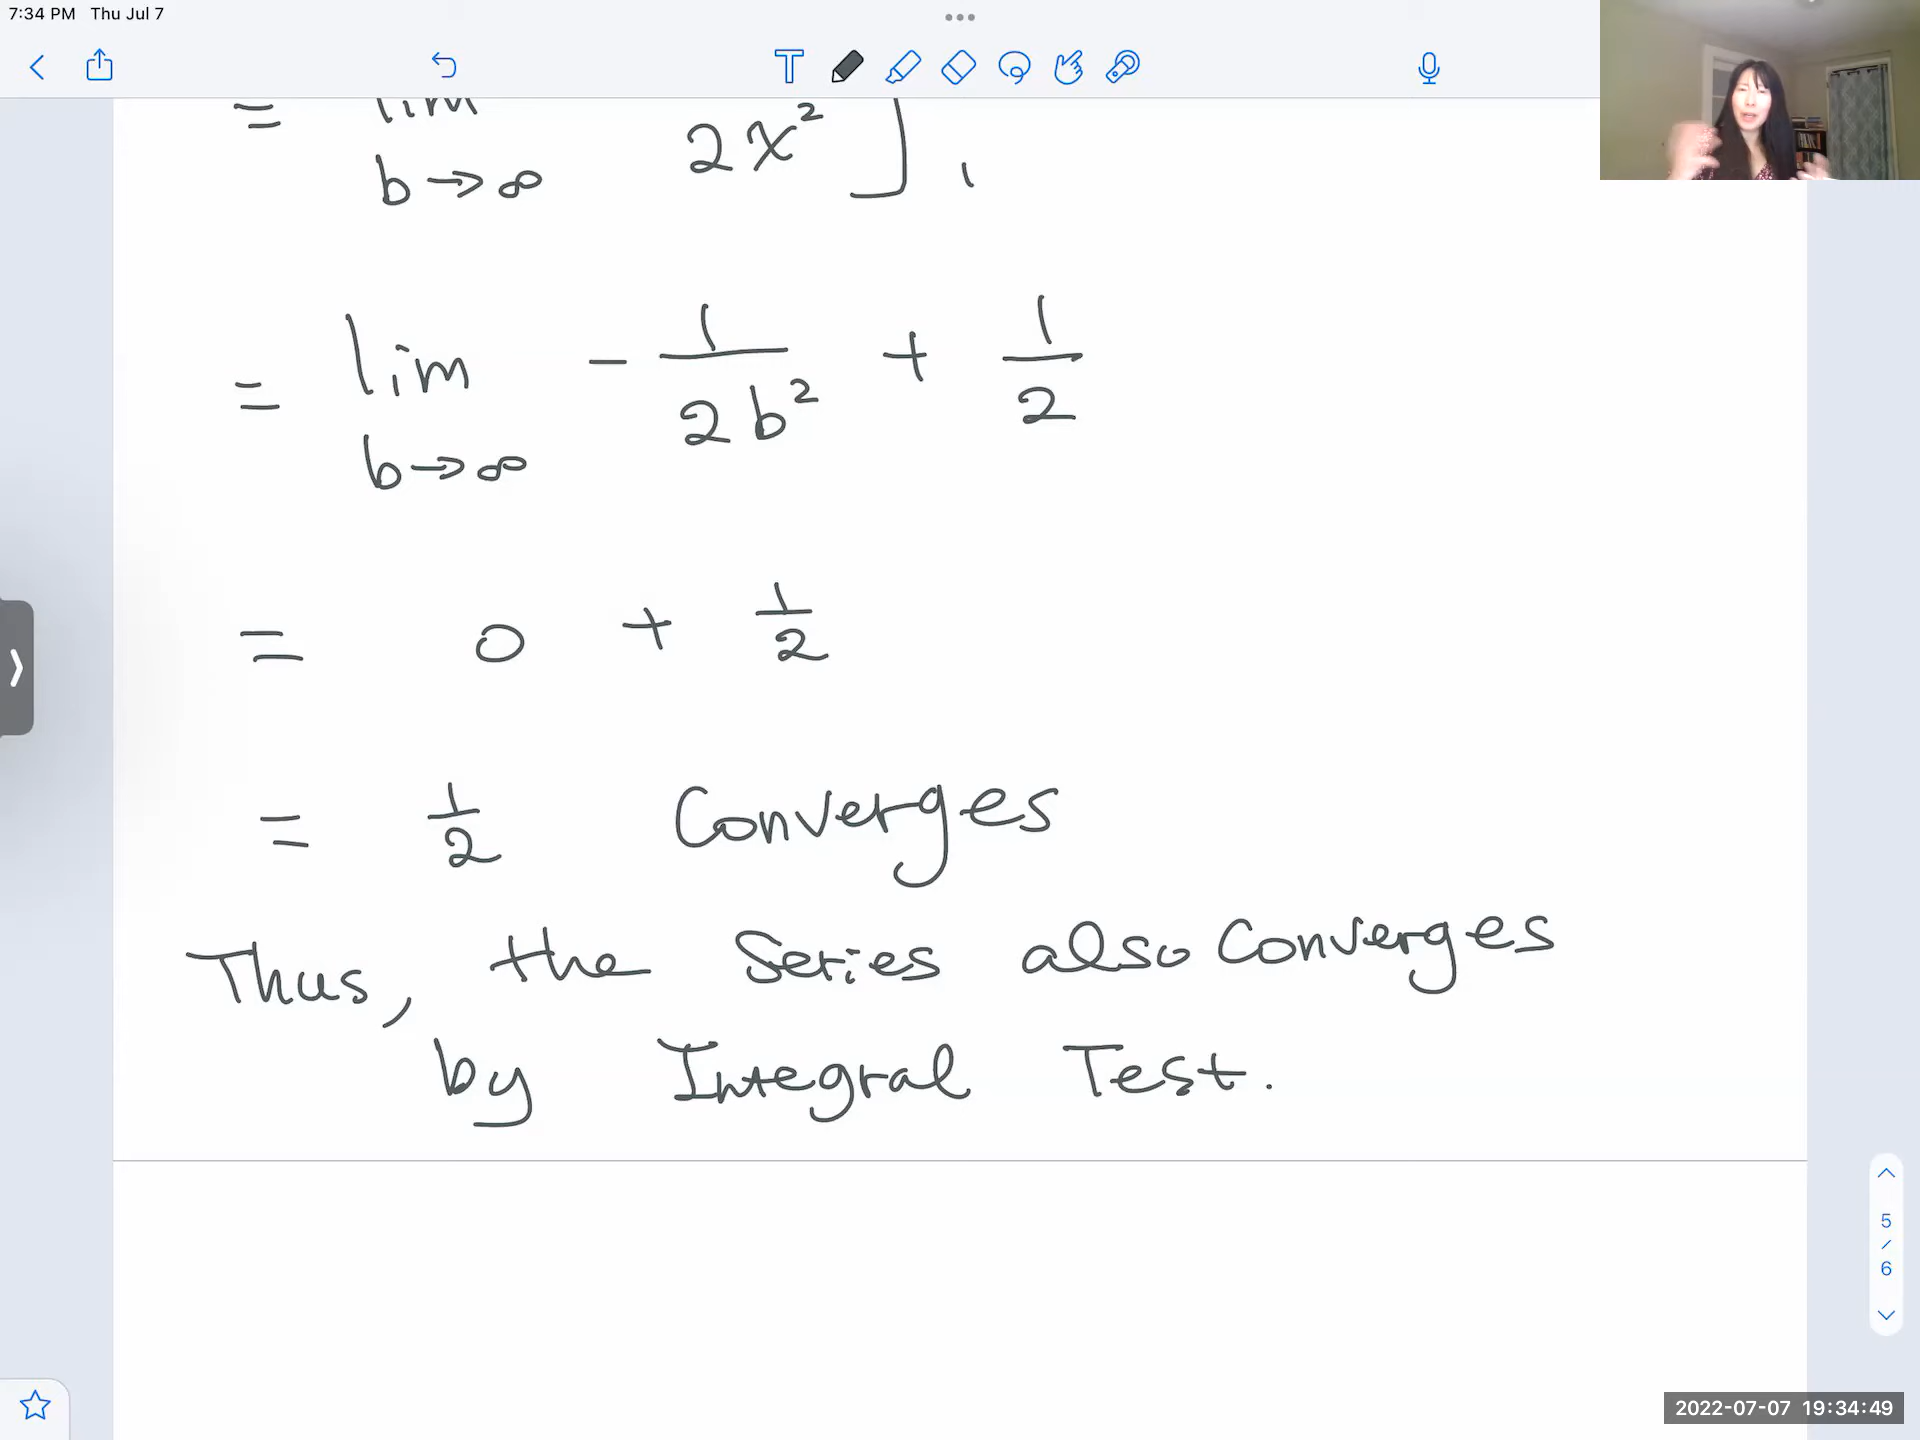 7:34 PM Thu Jul 7
= lim 2x² ] 1
b → ∞
= lim - 1/2b² + 1/2
b → ∞
= 0 + 1/2
= 1/2 Converges
Thus, the Series also Converges
by Integral Test.
5
/
6
2022-07-07 19:34:49